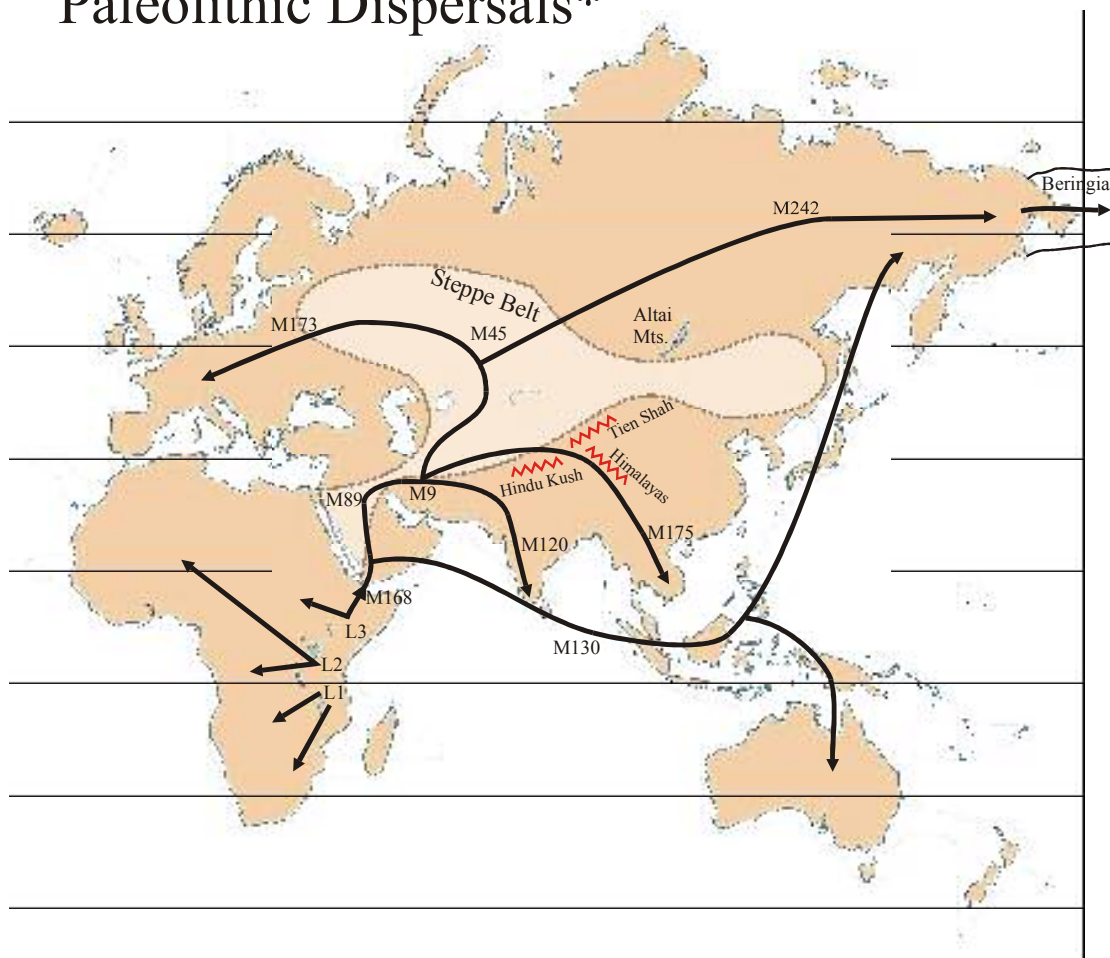 Paleolithic Dispersals*
Beringia
M242
Steppe Belt
M173
M45
Altai
Mts.
Tien Shah
Himalayas
Hindu Kush
M89
M9
M120
M175
M168
L3
M130
L2
L1